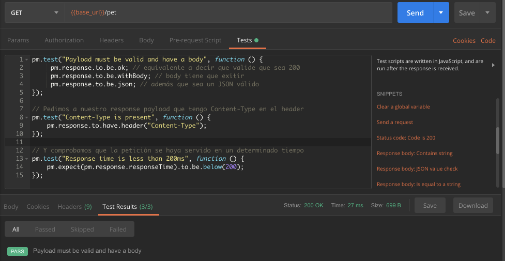 GET
{{base_url}}/pet
Send
Save
Params
Authorization
Headers
Body
Pre-request Script
Tests
Cookies Code
1 pm.test("Payload must be valid and have a body", function () {
2 pm.response.to.be.ok; // equivalente a decir que valide que sea 200
3 pm.response.to.be.withBody; // body tiene que exitir
4 pm.response.to.be.json; // además que sea un JSON válido
5 });
6
7 // Pedimos a nuestro response payload que tenga Content-Type en el header
8 pm.test("Content-Type is present", function () {
9 pm.response.to.have.header("Content-Type");
10 });
11
12 // Y comprobamos que la petición se haya servido en un determinado tiempo
13 pm.test("Response time is less than 200ms", function () {
14 pm.expect(pm.response.responseTime).to.be.below(200);
15 });
Test scripts are written in JavaScript, and are
run after the response is received.
SNIPPETS
Clear a global variable
Send a request
Status code: Code is 200
Response body: Contains string
Response body: JSON value check
Response body: Is equal to a string
Body
Cookies
Headers (9)
Test Results (3/3)
Status: 200 OK
Time: 27 ms
Size: 699 B
Save
Download
All
Passed
Skipped
Failed
PASS Payload must be valid and have a body